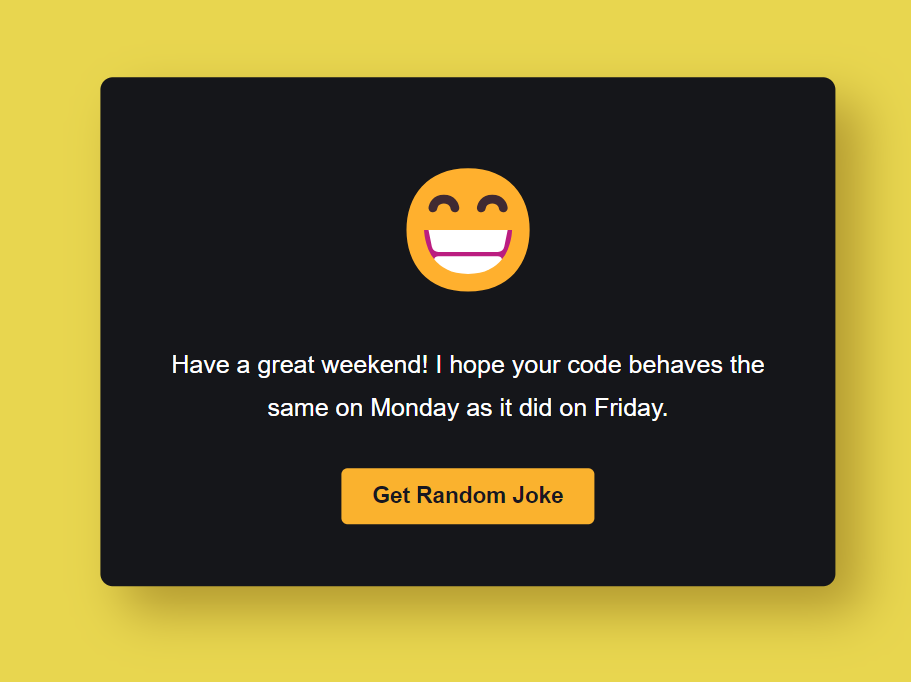 Have a great weekend! I hope your code behaves the
same on Monday as it did on Friday.
Get Random Joke